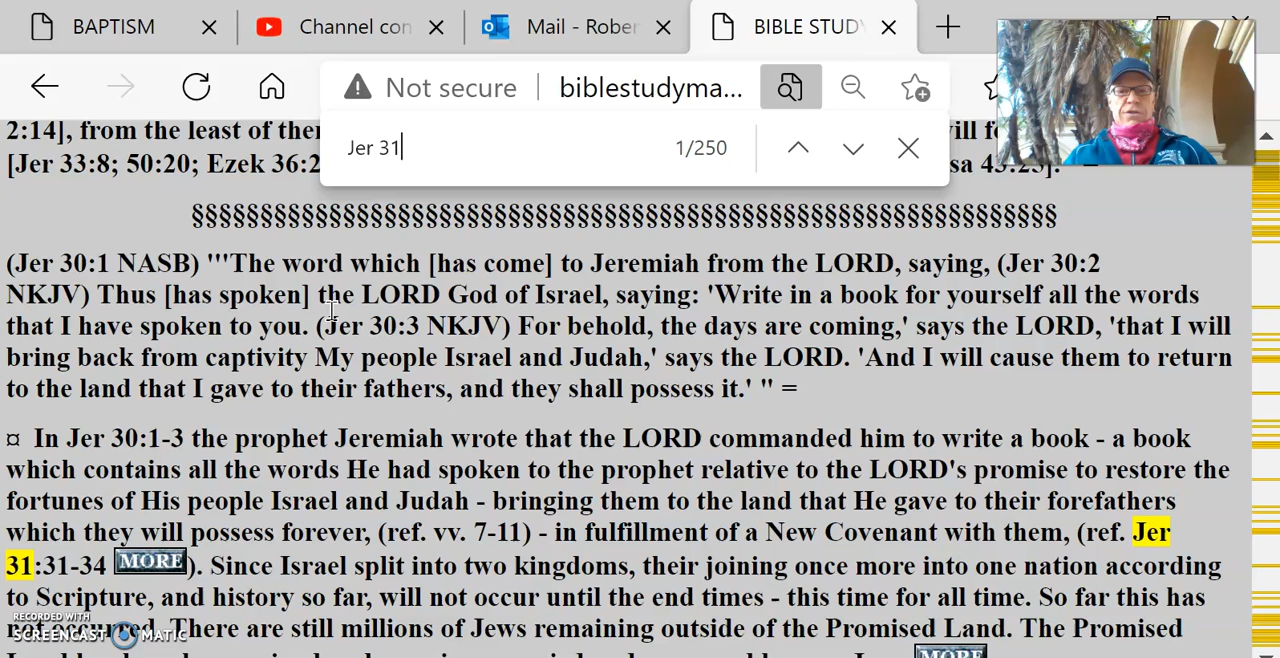 BAPTISM
Channel con
Mail - Rober
BIBLE STUD
Not secure
biblestudyma...
Jer 31
1/250
2:14], from the least of ther
[Jer 33:8; 50:20; Ezek 36:2
§§§§§§§§§§§§§§§§§§§§§§§§§§§§§§§§§§§§§§§§§§§§§§§§§§§§§§§§§§§§§§§
(Jer 30:1 NASB) '''The word which [has come] to Jeremiah from the LORD, saying, (Jer 30:2
NKJV) Thus [has spoken] the LORD God of Israel, saying: 'Write in a book for yourself all the words
that I have spoken to you. (Jer 30:3 NKJV) For behold, the days are coming,' says the LORD, 'that I will
bring back from captivity My people Israel and Judah,' says the LORD. 'And I will cause them to return
to the land that I gave to their fathers, and they shall possess it.' " =
¤ In Jer 30:1-3 the prophet Jeremiah wrote that the LORD commanded him to write a book - a book
which contains all the words He had spoken to the prophet relative to the LORD's promise to restore the
fortunes of His people Israel and Judah - bringing them to the land that He gave to their forefathers
which they will possess forever, (ref. vv. 7-11) - in fulfillment of a New Covenant with them, (ref. Jer
31:31-34 MORE). Since Israel split into two kingdoms, their joining once more into one nation according
to Scripture, and history so far, will not occur until the end times - this time for all time. So far this has
not occurred. There are still millions of Jews remaining outside of the Promised Land. The Promised
MORE
RECORDED WITH
SCREENCAST MATIC